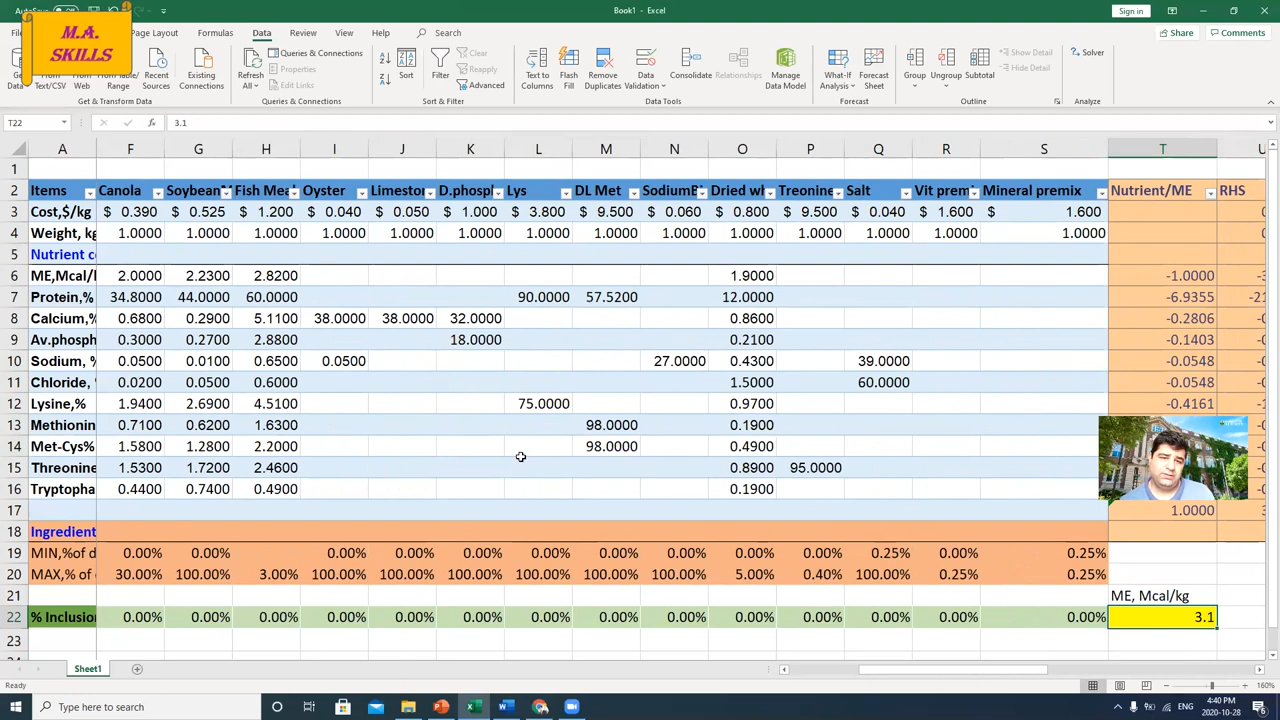 Book1 - Excel
Sign in
M.A.
SKILLS
Page Layout Formulas Data Review View Help Search
Share Comments
Text/CSV
From Web
Range
Recent Sources
Existing Connections
Refresh All
Queries & Connections
Properties
Edit Links
Sort
Filter
Clear
Reapply
Advanced
Text to Columns
Flash Fill
Remove Duplicates
Data Validation
Consolidate
Relationships
Manage Data Model
What-If Analysis
Forecast Sheet
Group
Ungroup
Subtotal
Show Detail
Hide Detail
Solver
Get & Transform Data Queries & Connections Sort & Filter Data Tools Forecast Outline Analyze
T22 3.1
A F G H I J K L M N O P Q R S T
1
2 Items Canola Soybean Fish Mea Oyster Limeston D.phosp Lys DL Met SodiumB Dried wh Treonine Salt Vit prem Mineral premix Nutrient/ME RHS
3 Cost,$/kg $ 0.390 $ 0.525 $ 1.200 $ 0.040 $ 0.050 $ 1.000 $ 3.800 $ 9.500 $ 0.060 $ 0.800 $ 9.500 $ 0.040 $ 1.600 $ 1.600
4 Weight, kg 1.0000 1.0000 1.0000 1.0000 1.0000 1.0000 1.0000 1.0000 1.0000 1.0000 1.0000 1.0000 1.0000 1.0000
5 Nutrient c
6 ME,Mcal/ 2.0000 2.2300 2.8200 1.9000 -1.0000
7 Protein,% 34.8000 44.0000 60.0000 90.0000 57.5200 12.0000 -6.9355
8 Calcium,% 0.6800 0.2900 5.1100 38.0000 38.0000 32.0000 0.8600 -0.2806
9 Av.phosph 0.3000 0.2700 2.8800 18.0000 0.2100 -0.1403
10 Sodium, % 0.0500 0.0100 0.6500 0.0500 27.0000 0.4300 39.0000 -0.0548
11 Chloride, 0.0200 0.0500 0.6000 1.5000 60.0000 -0.0548
12 Lysine,% 1.9400 2.6900 4.5100 75.0000 0.9700 -0.4161
13 Methionin 0.7100 0.6200 1.6300 98.0000 0.1900
14 Met-Cys% 1.5800 1.2800 2.2000 98.0000 0.4900
15 Threonine 1.5300 1.7200 2.4600 0.8900 95.0000
16 Tryptopha 0.4400 0.7400 0.4900 0.1900
17 1.0000
18 Ingredient
19 MIN,%of d 0.00% 0.00% 0.00% 0.00% 0.00% 0.00% 0.00% 0.00% 0.00% 0.00% 0.25% 0.00% 0.25%
20 MAX,% of 30.00% 100.00% 3.00% 100.00% 100.00% 100.00% 100.00% 100.00% 100.00% 5.00% 0.40% 100.00% 0.25% 0.25%
21 ME, Mcal/kg
22 % Inclusion 0.00% 0.00% 0.00% 0.00% 0.00% 0.00% 0.00% 0.00% 0.00% 0.00% 0.00% 0.00% 0.00% 0.00% 3.1
23
Sheet1
Ready 160%
Type here to search
ENG
4:40 PM
2020-10-28